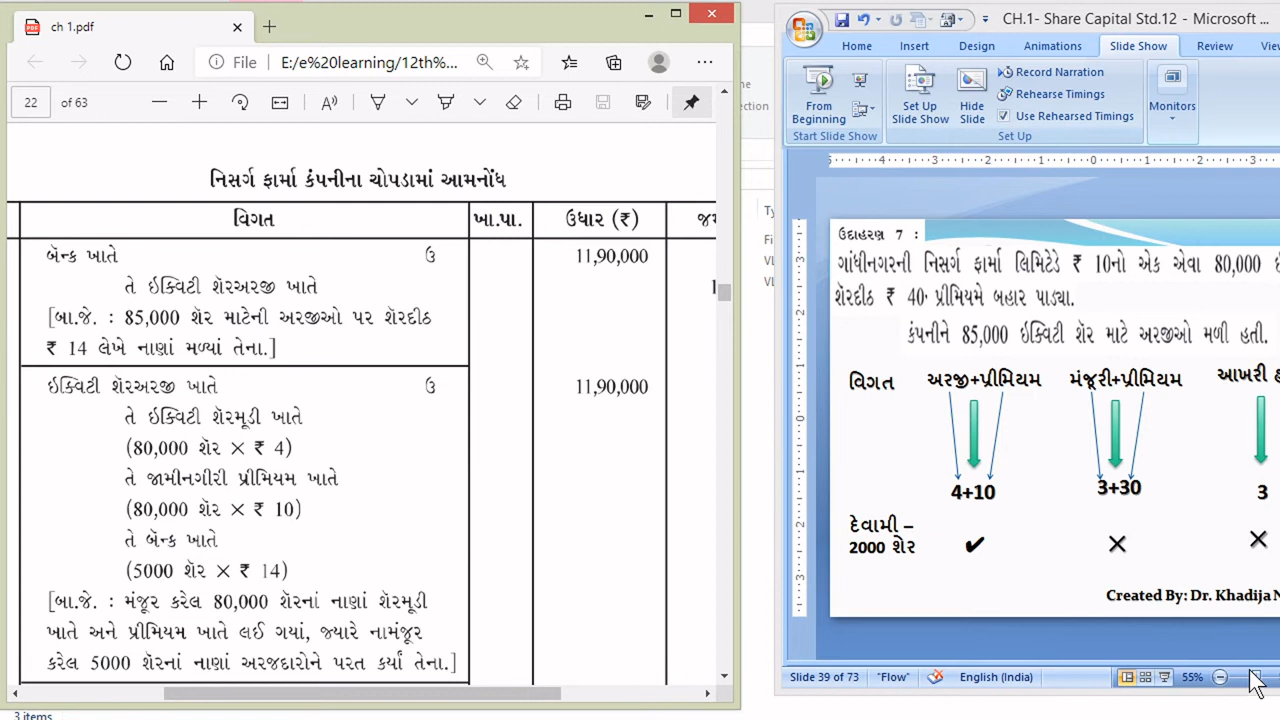 ch 1.pdf
File E:/e%20learning/12th%...
22 of 63
નિસર્ગ ફાર્મા કંપનીના ચોપડામાં આમનોંધ
વિગત ખા.પા. ઉધાર (₹) જમ
બૅન્ક ખાતે ઉ 11,90,000
તે ઇક્વિટી શૅરઅરજી ખાતે
[બા.જે. : 85,000 શૅર માટેની અરજીઓ પર શૅરદીઠ
₹ 14 લેખે નાણાં મળ્યાં તેના.]
ઇક્વિટી શૅરઅરજી ખાતે ઉ 11,90,000
તે ઇક્વિટી શૅરમૂડી ખાતે
(80,000 શૅર × ₹ 4)
તે જામીનગીરી પ્રીમિયમ ખાતે
(80,000 શૅર × ₹ 10)
તે બૅન્ક ખાતે
(5000 શૅર × ₹ 14)
[બા.જે. : મંજૂર કરેલ 80,000 શૅરનાં નાણાં શૅરમૂડી
ખાતે અને પ્રીમિયમ ખાતે લઈ ગયાં, જ્યારે નામંજૂર
કરેલ 5000 શૅરનાં નાણાં અરજદારોને પરત કર્યાં તેના.]
3 items
CH.1- Share Capital Std.12 - Microsoft ...
Home Insert Design Animations Slide Show Review Vie
From Beginning
Set Up Slide Show
Hide Slide
Record Narration
Rehearse Timings
Use Rehearsed Timings
Monitors
Start Slide Show Set Up
ઉદાહરણ 7 :
ગાંધીનગરની નિસર્ગ ફાર્મા લિમિટેડે ₹ 10નો એક એવા 80,000 ઇ
શૅરદીઠ ₹ 40 પ્રીમિયમે બહાર પાડ્યા.
કંપનીને 85,000 ઇક્વિટી શૅર માટે અરજીઓ મળી હતી.
વિગત અરજી+પ્રીમિયમ મંજૂરી+પ્રીમિયમ આખરી હ
4+10 3+30 3
દેવામી –
2000 શેર
Created By: Dr. Khadija N
Slide 39 of 73 "Flow" English (India) 55%